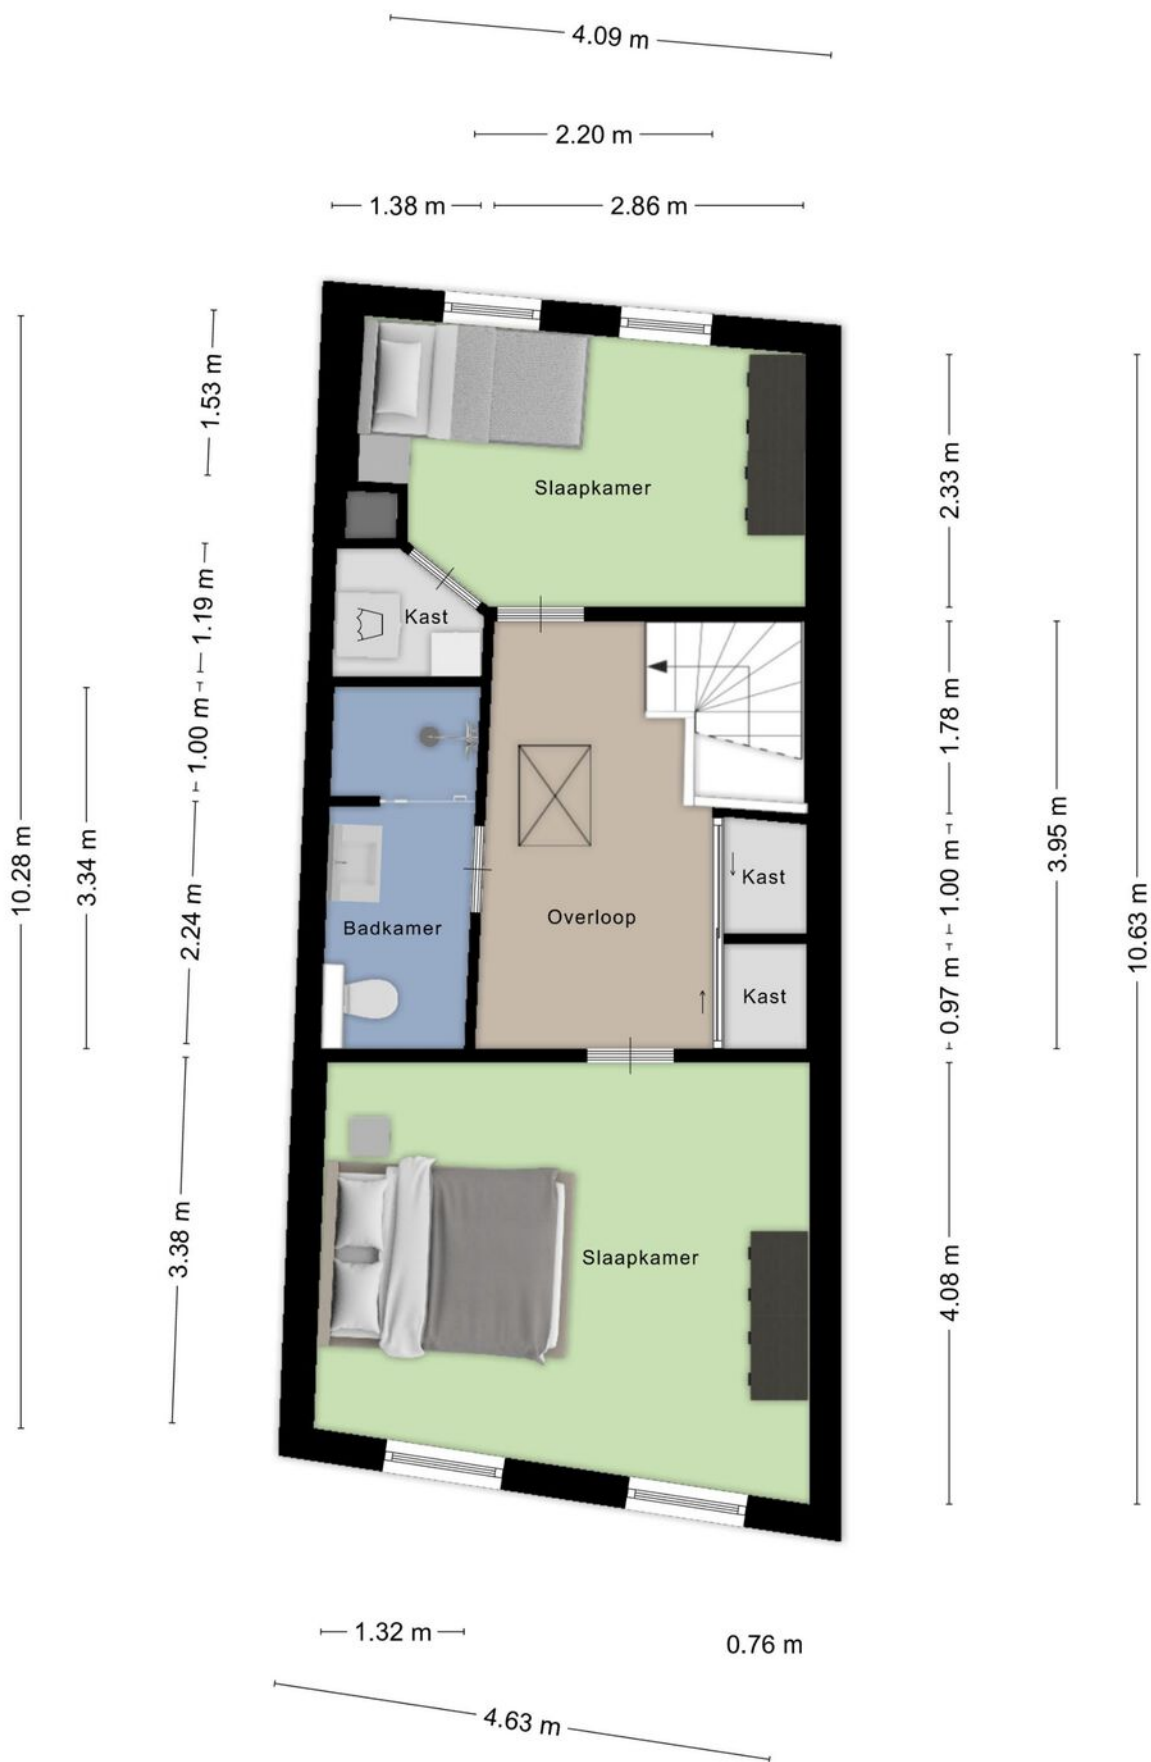 4.09 m
2.20 m
1.38 m
2.86 m
1.53 m
2.33 m
Slaapkamer
1.19 m
Kast
1.78 m
1.00 m
10.28 m
3.34 m
2.24 m
Badkamer
Overloop
Kast
Kast
1.00 m
0.97 m
3.95 m
10.63 m
3.38 m
Slaapkamer
4.08 m
1.32 m
0.76 m
4.63 m